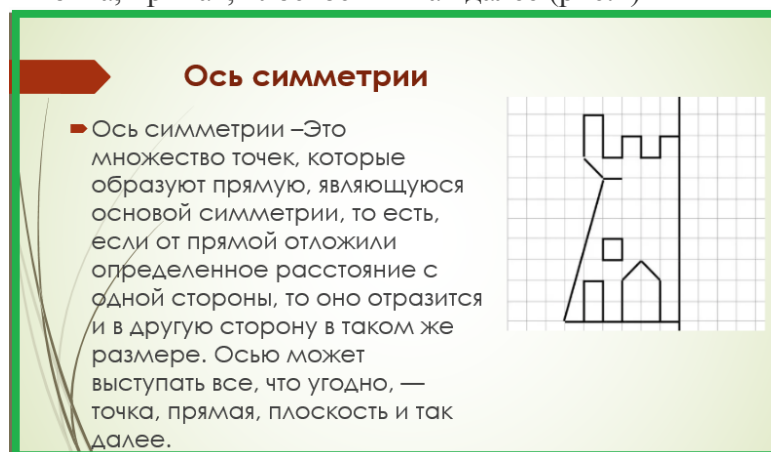 Ось симметрии
Ось симметрии –Это
множество точек, которые
образуют прямую, являющуюся
основой симметрии, то есть,
если от прямой отложили
определенное расстояние с
одной стороны, то оно отразится
и в другую сторону в таком же
размере. Осью может
выступать все, что угодно, —
точка, прямая, плоскость и так
далее.